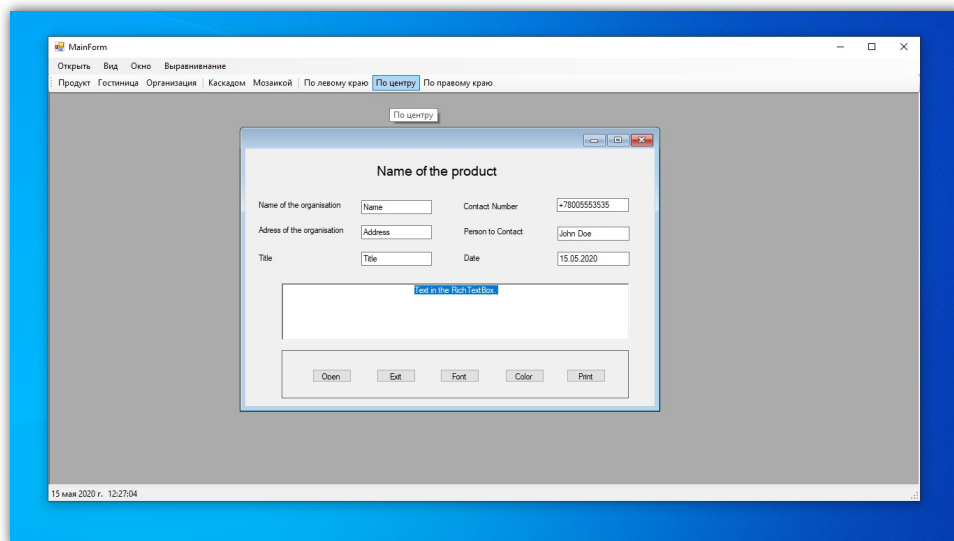 MainForm
Открыть Вид Окно Выравнивнание
Продукт Гостиница Организация Каскадом Мозаикой По левому краю По центру По правому краю
По центру
Name of the product
Name of the organisation Name Contact Number +78005553535
Adress of the organisation Address Person to Contact John Doe
Title Title Date 15.05.2020
Text in the RichTextBox.
Open Exit Font Color Print
15 мая 2020 г. 12:27:04